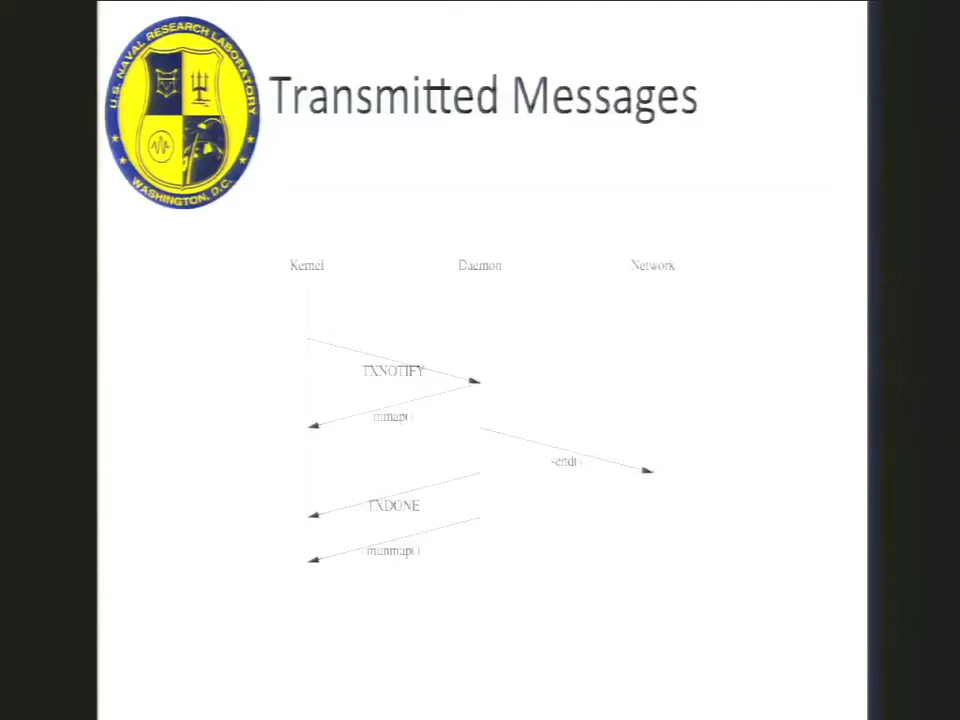 U.S. NAVAL RESEARCH LABORATORY
WASHINGTON, D.C.
Transmitted Messages
Kernel Daemon Network
TXNOTIFY
mmap()
send()
TXDONE
munmap()